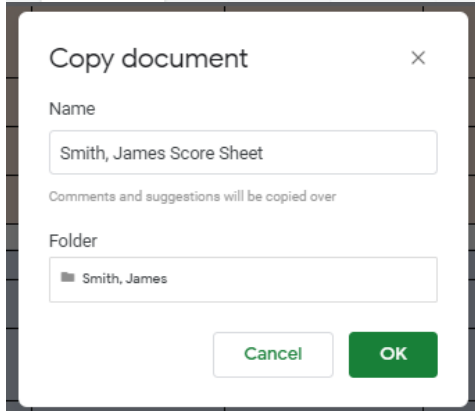 Copy document
Name
Smith, James Score Sheet
Comments and suggestions will be copied over
Folder
Smith, James
Cancel OK